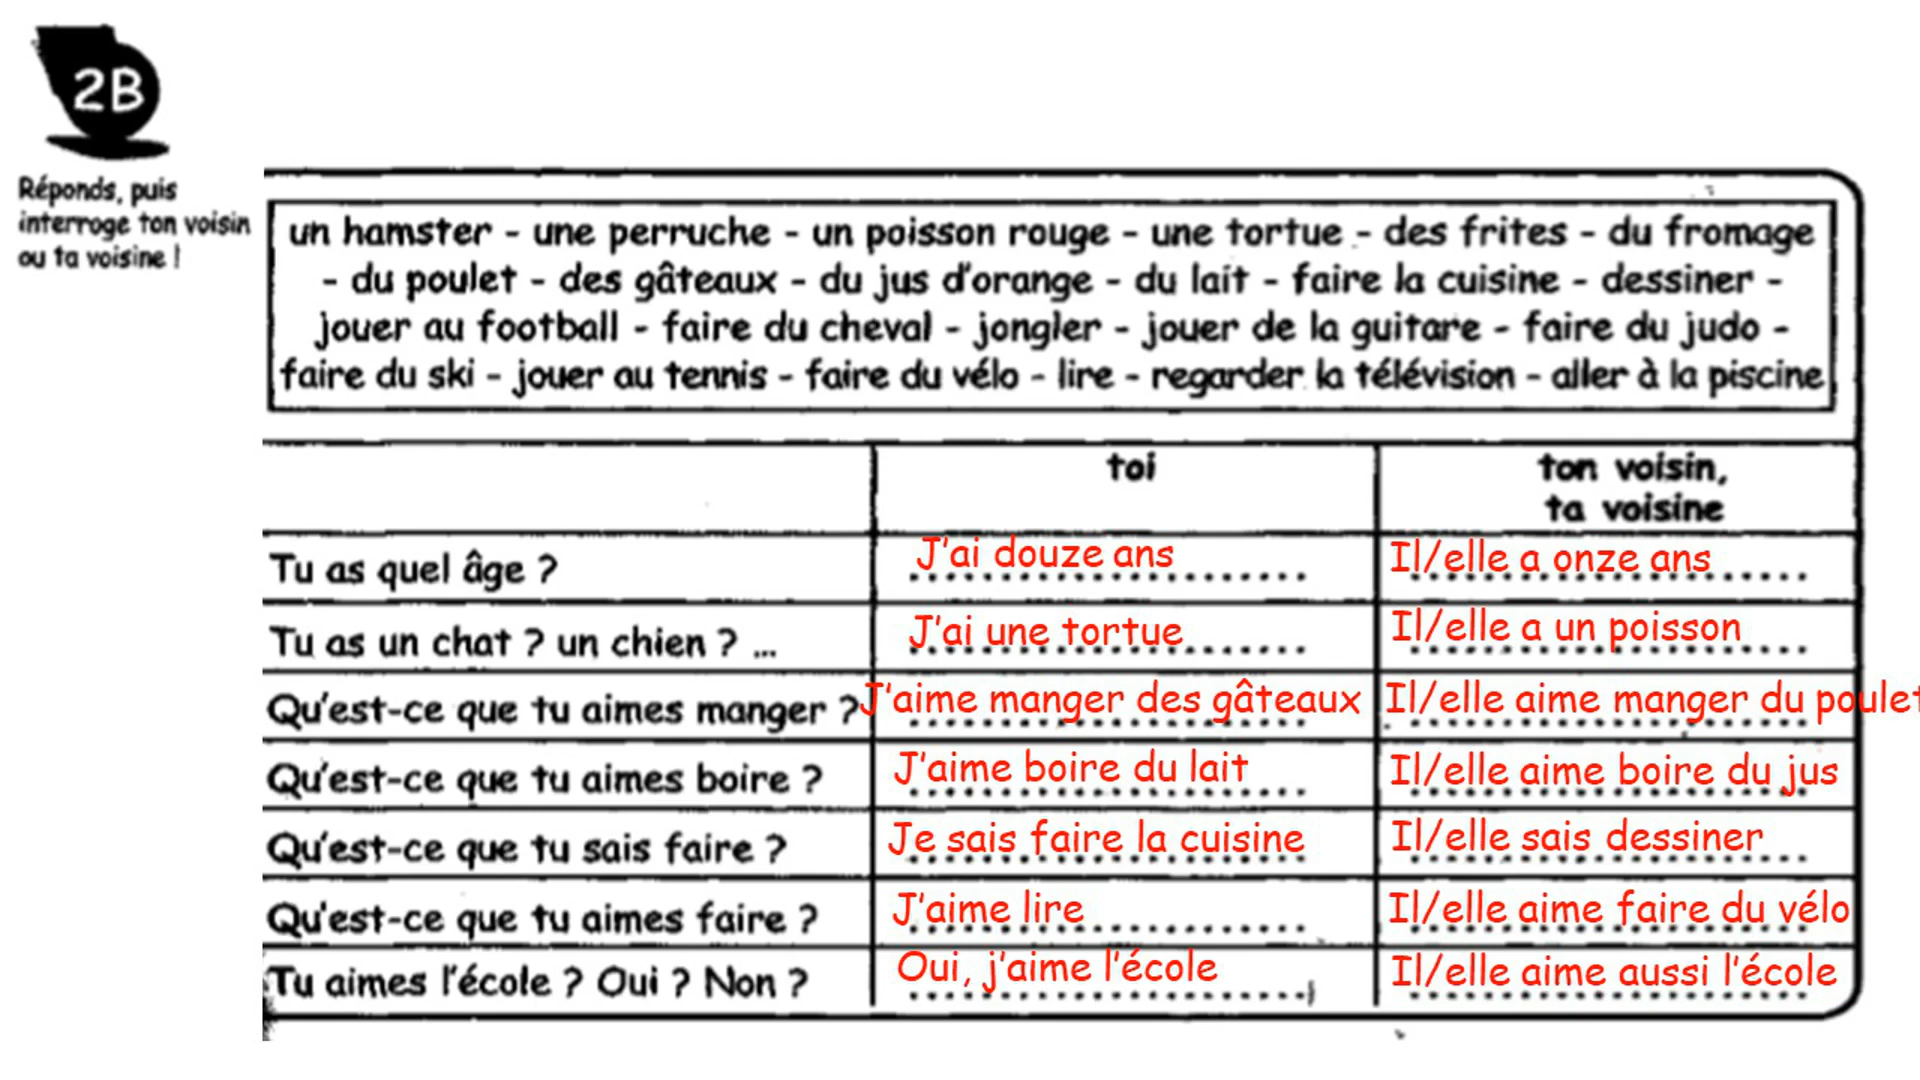 2B
Réponds, puis
interroge ton voisin
ou ta voisine !
un hamster - une perruche - un poisson rouge - une tortue - des frites - du fromage
- du poulet - des gâteaux - du jus d'orange - du lait - faire la cuisine - dessiner -
jouer au football - faire du cheval - jongler - jouer de la guitare - faire du judo -
faire du ski - jouer au tennis - faire du vélo - lire - regarder la télévision - aller à la piscine
toi
ton voisin,
ta voisine
Tu as quel âge ? J'ai douze ans Il/elle a onze ans
Tu as un chat ? un chien ? ... J'ai une tortue Il/elle a un poisson
Qu'est-ce que tu aimes manger ? J'aime manger des gâteaux Il/elle aime manger du poulet
Qu'est-ce que tu aimes boire ? J'aime boire du lait Il/elle aime boire du jus
Qu'est-ce que tu sais faire ? Je sais faire la cuisine Il/elle sais dessiner
Qu'est-ce que tu aimes faire ? J'aime lire Il/elle aime faire du vélo
Tu aimes l'école ? Oui ? Non ? Oui, j'aime l'école Il/elle aime aussi l'école